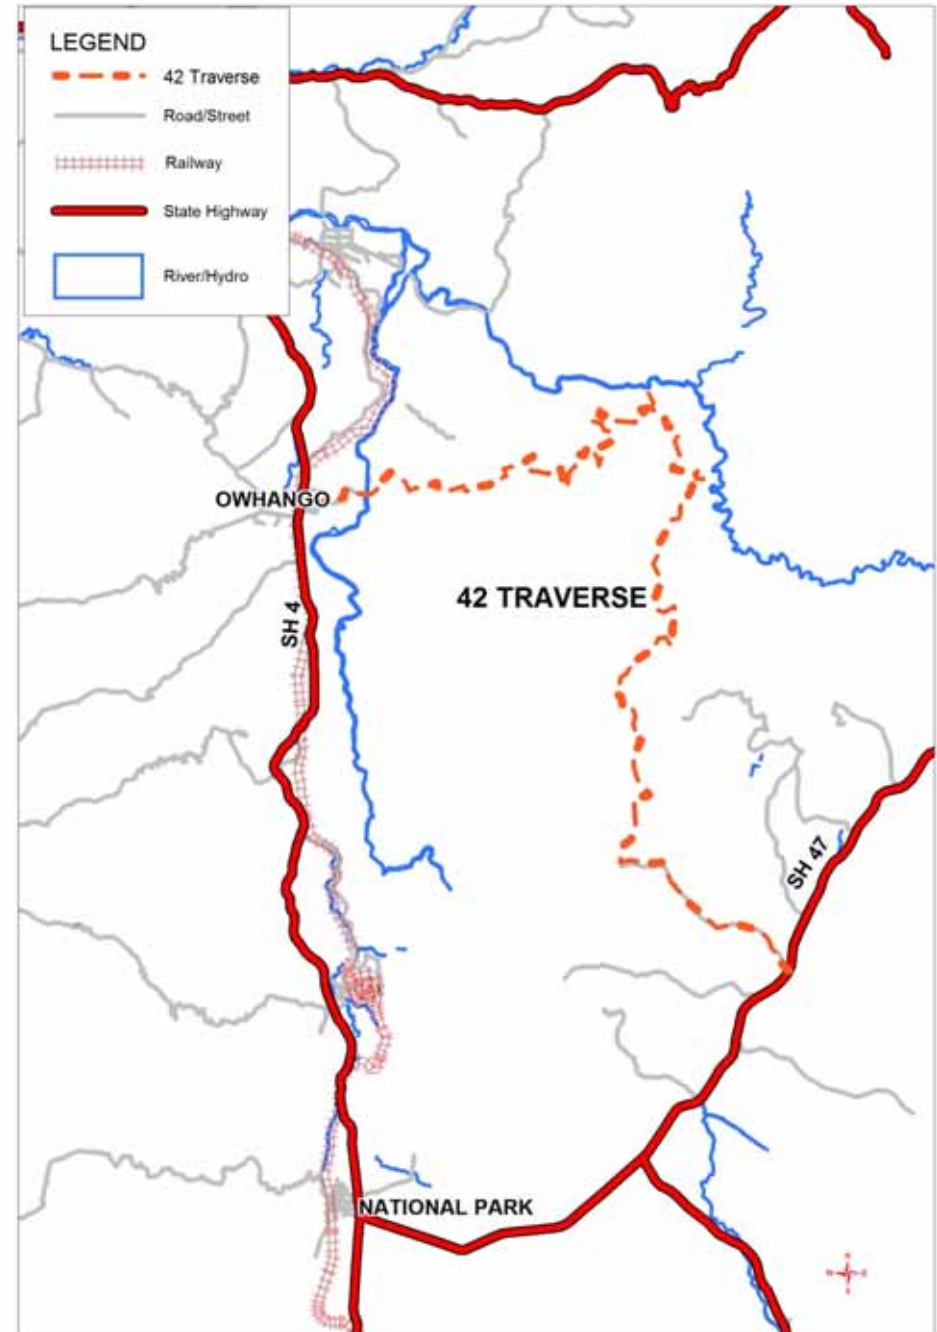 LEGEND
42 Traverse
Road/Street
Railway
State Highway
River/Hydro
OWHANGO
42 TRAVERSE
SH 4
SH 47
NATIONAL PARK